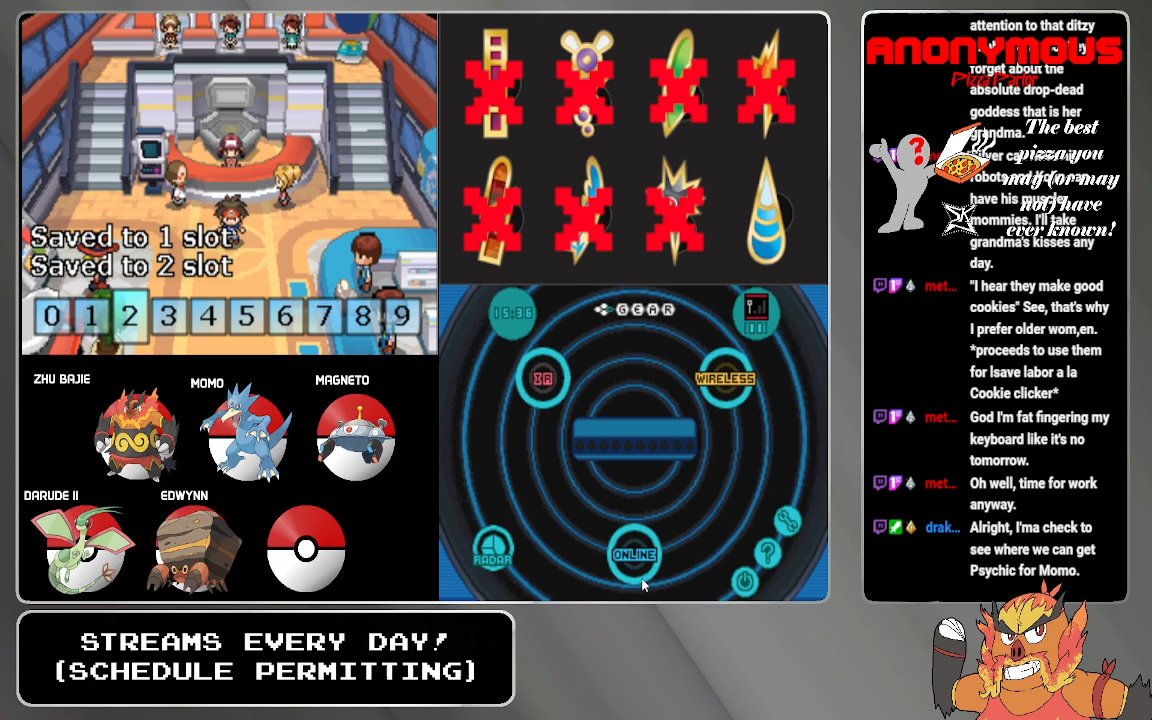 Saved to 1 slot
Saved to 2 slot
0 1 2 3 4 5 6 7 8 9
15:36
GEAR
IR
WIRELESS
RADAR
ONLINE
?
ZHU BAJIE
MOMO
MAGNETO
DARUDE II
EDWYNN
STREAMS EVERY DAY!
(SCHEDULE PERMITTING)
attention to that ditzy
ANONYMOUS
Pizza Parlor
forget about the
absolute drop-dead
goddess that is her
grandma.
The best
pizza you
may (or may
not) have
ever known!
?
have his muscle
mommies. I'll take
grandma's kisses any
day.
met... "I hear they make good
cookies" See, that's why
I prefer older wom,en.
*proceeds to use them
for lsave labor a la
Cookie clicker*
met... God I'm fat fingering my
keyboard like it's no
tomorrow.
met... Oh well, time for work
anyway.
drak... Alright, I'ma check to
see where we can get
Psychic for Momo.